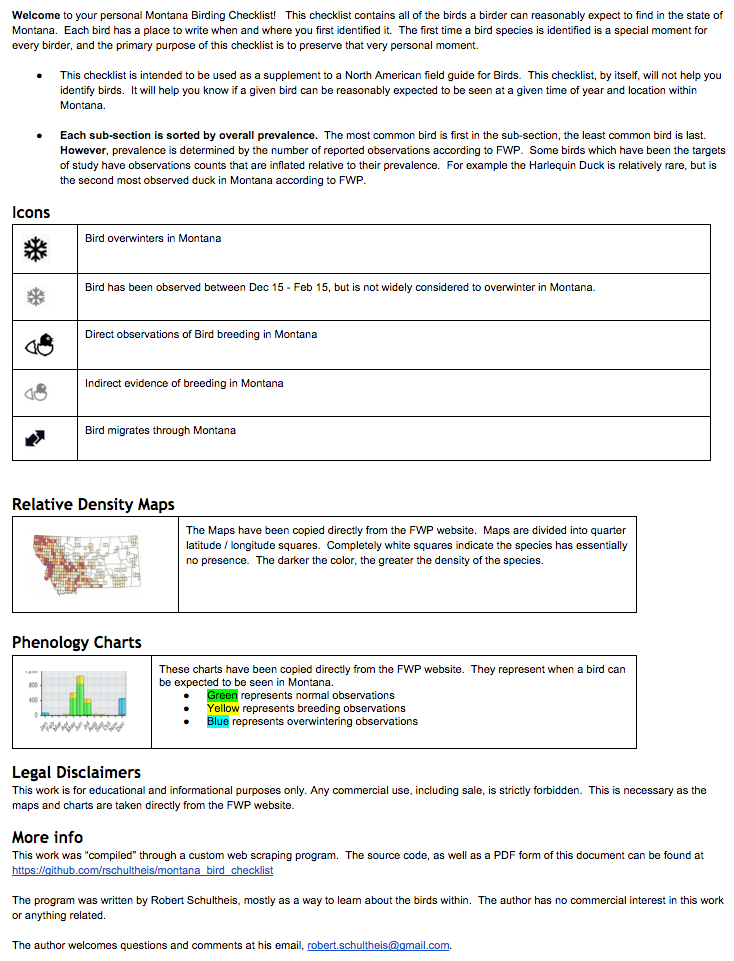 Welcome to your personal Montana Birding Checklist!   This checklist contains all of the birds a birder can reasonably expect to find in the state of
Montana.  Each bird has a place to write when and where you first identified it.  The first time a bird species is identified is a special moment for
every birder, and the primary purpose of this checklist is to preserve that very personal moment.
● This checklist is intended to be used as a supplement to a North American field guide for Birds.  This checklist, by itself, will not help you
identify birds.  It will help you know if a given bird can be reasonably expected to be seen at a given time of year and location within
Montana.
● Each sub-section is sorted by overall prevalence.  The most common bird is first in the sub-section, the least common bird is last.
However, prevalence is determined by the number of reported observations according to FWP.  Some birds which have been the targets
of study have observations counts that are inflated relative to their prevalence.  For example the Harlequin Duck is relatively rare, but is
the second most observed duck in Montana according to FWP.
Icons
Bird overwinters in Montana
Bird has been observed between Dec 15 - Feb 15, but is not widely considered to overwinter in Montana.
Direct observations of Bird breeding in Montana
Indirect evidence of breeding in Montana
Bird migrates through Montana
Relative Density Maps
The Maps have been copied directly from the FWP website.  Maps are divided into quarter
latitude / longitude squares.  Completely white squares indicate the species has essentially
no presence.  The darker the color, the greater the density of the species.
Phenology Charts
800
400
0
Jan Feb Mar Apr May Jun Jul Aug Sep Oct Nov Dec
These charts have been copied directly from the FWP website.  They represent when a bird can
be expected to be seen in Montana.
● Green represents normal observations
● Yellow represents breeding observations
● Blue represents overwintering observations
Legal Disclaimers
This work is for educational and informational purposes only. Any commercial use, including sale, is strictly forbidden.  This is necessary as the
maps and charts are taken directly from the FWP website.
More info
This work was "compiled" through a custom web scraping program.  The source code, as well as a PDF form of this document can be found at
https://github.com/rschultheis/montana_bird_checklist
The program was written by Robert Schultheis, mostly as a way to learn about the birds within.  The author has no commercial interest in this work
or anything related.
The author welcomes questions and comments at his email, robert.schultheis@gmail.com.